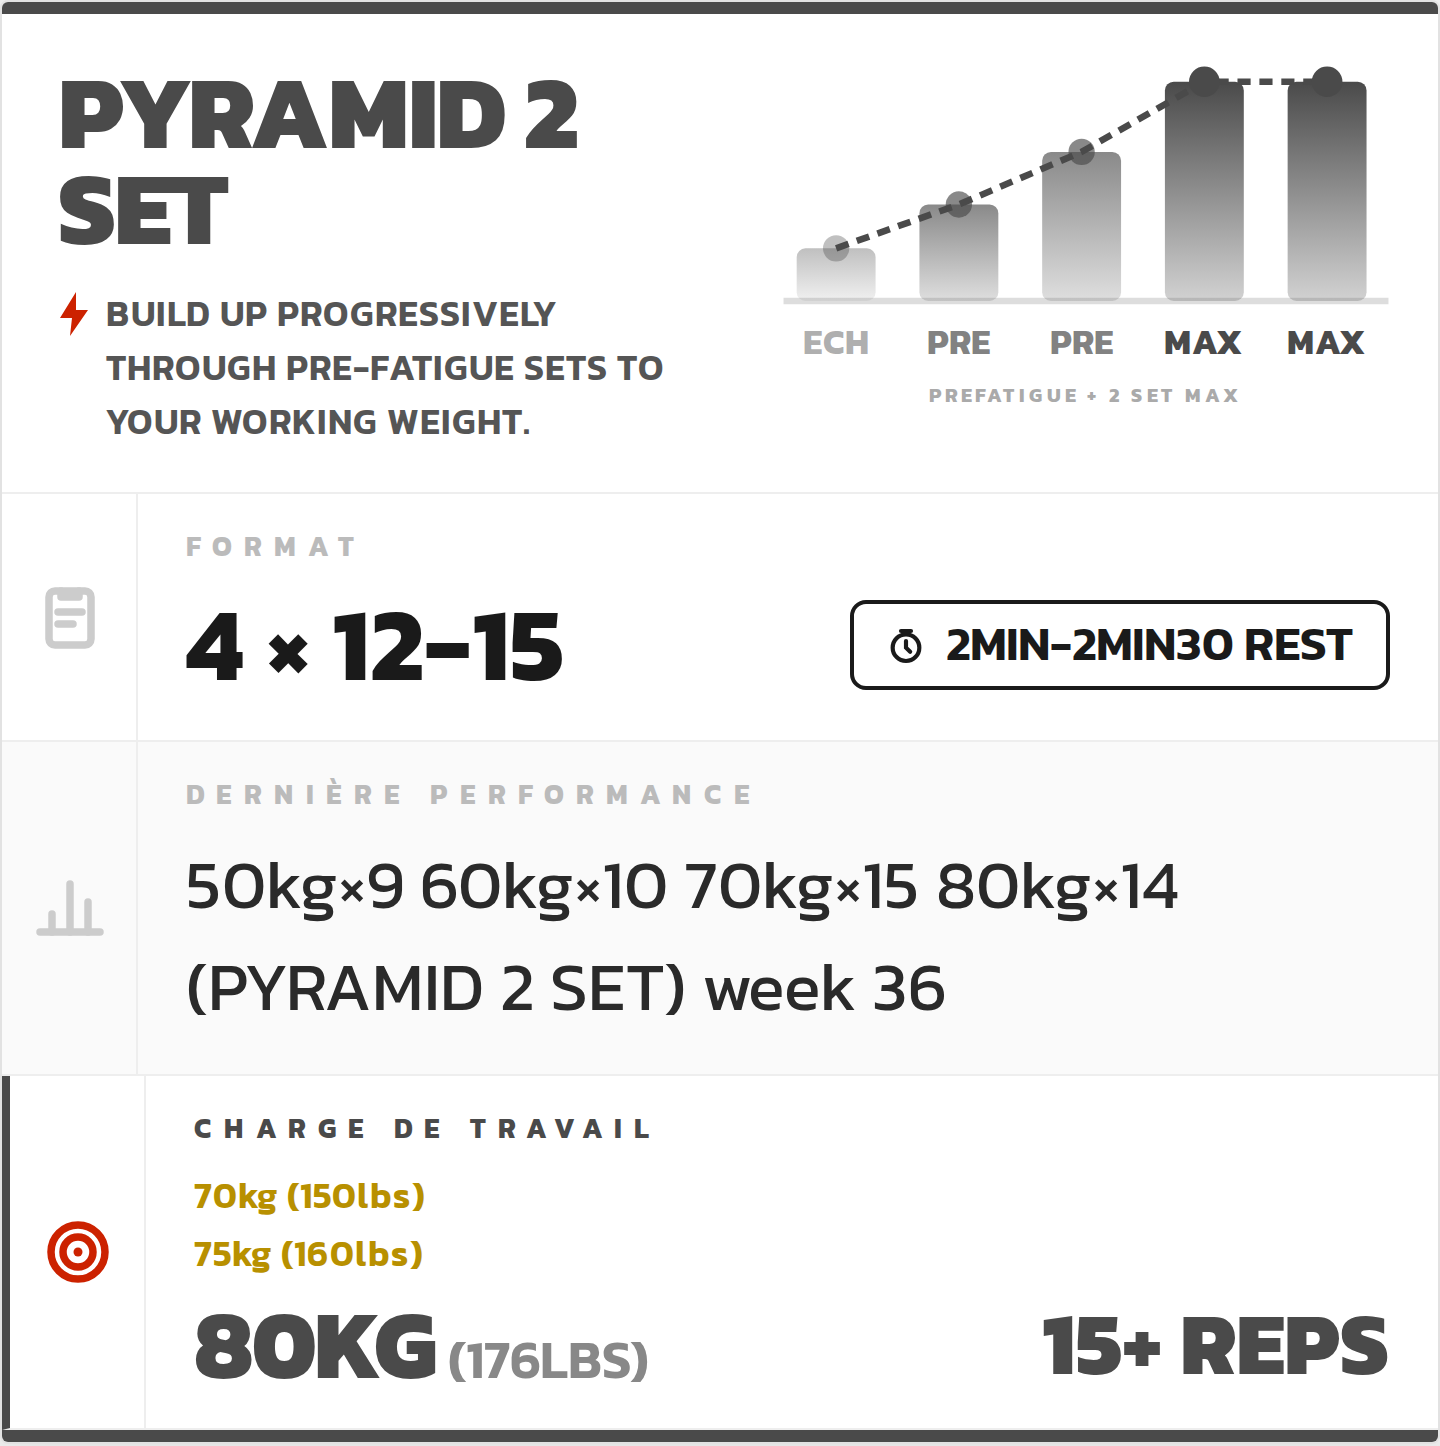 PYRAMID 2
SET
BUILD UP PROGRESSIVELY
THROUGH PRE-FATIGUE SETS TO
YOUR WORKING WEIGHT.
ECH PRE PRE MAX MAX
PREFATIGUE + 2 SET MAX
FORMAT
4 × 12–15
2MIN–2MIN30 REST
DERNIÈRE PERFORMANCE
50kg×9 60kg×10 70kg×15 80kg×14
(PYRAMID 2 SET) week 36
CHARGE DE TRAVAIL
70kg (150lbs)
75kg (160lbs)
80KG (176LBS)
15+ REPS